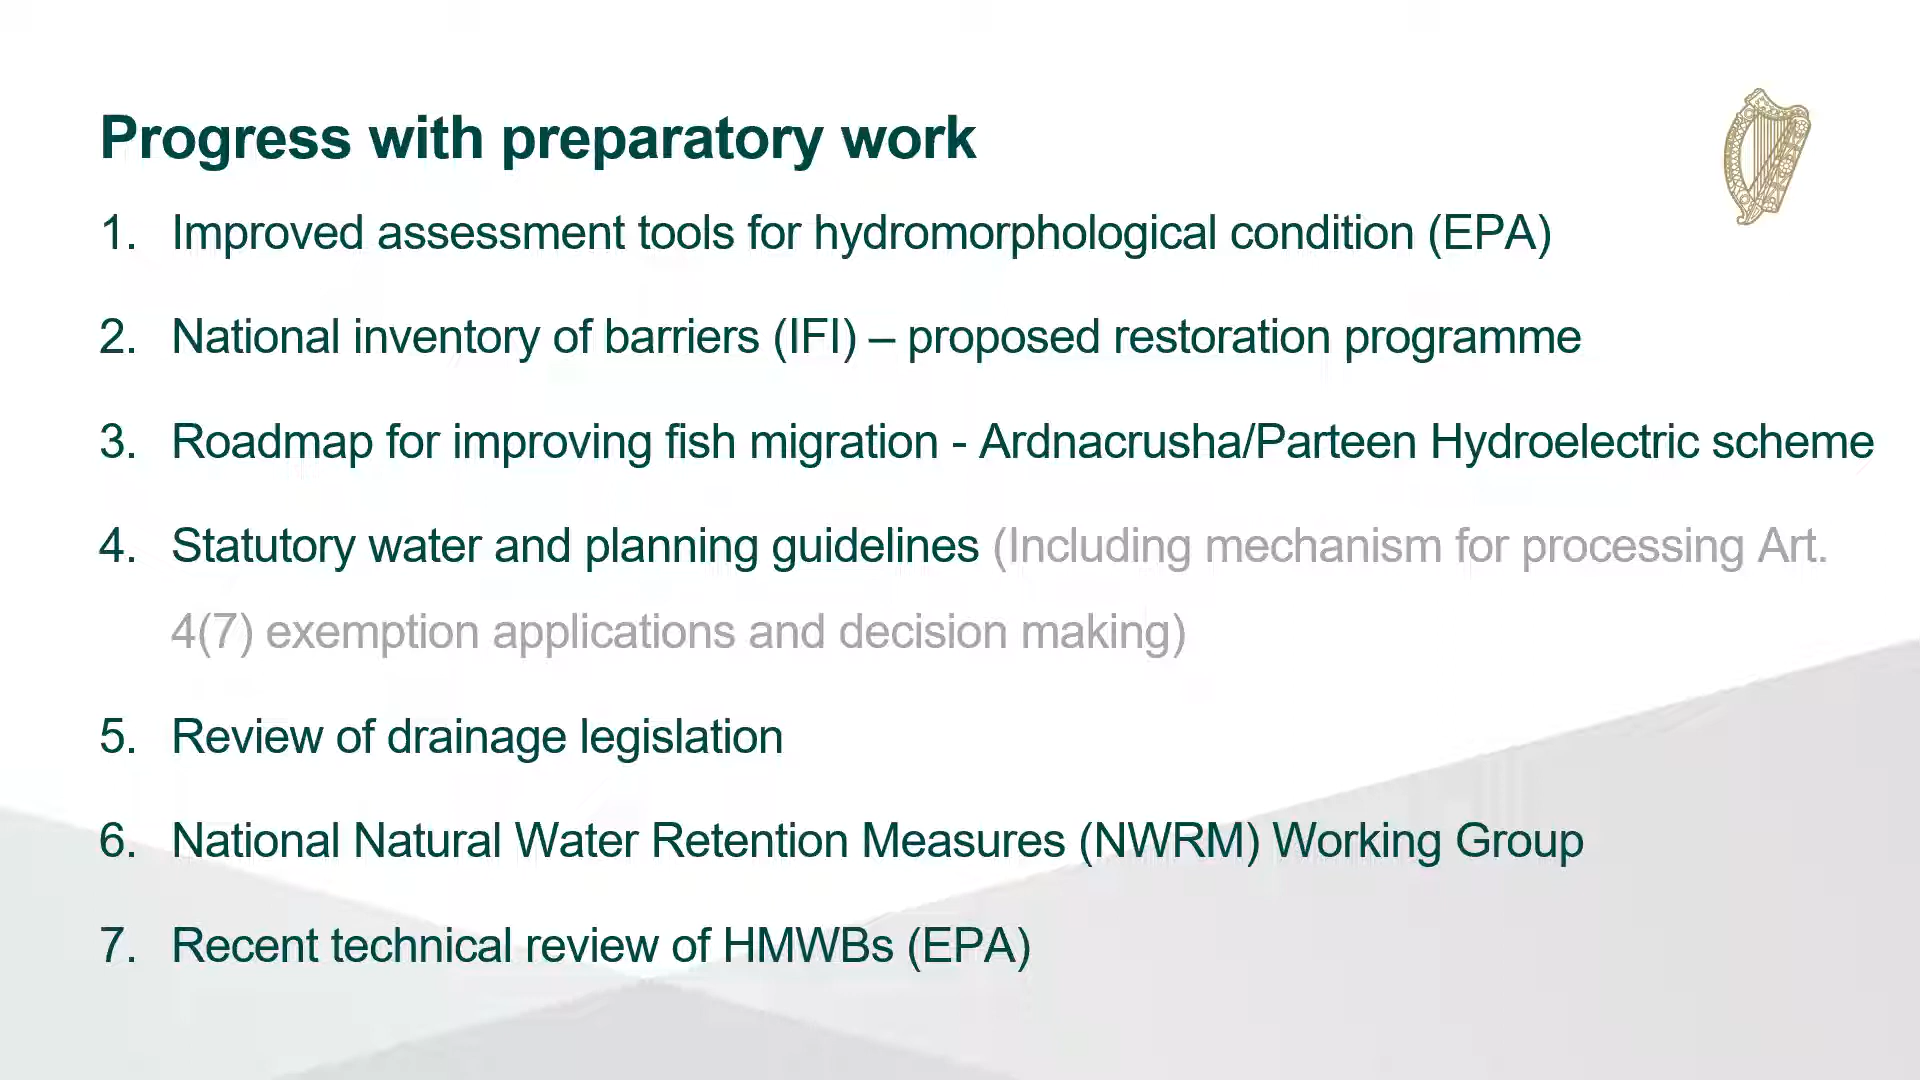 Progress with preparatory work
1. Improved assessment tools for hydromorphological condition (EPA)
2. National inventory of barriers (IFI) – proposed restoration programme
3. Roadmap for improving fish migration - Ardnacrusha/Parteen Hydroelectric scheme
4. Statutory water and planning guidelines (Including mechanism for processing Art.
4(7) exemption applications and decision making)
5. Review of drainage legislation
6. National Natural Water Retention Measures (NWRM) Working Group
7. Recent technical review of HMWBs (EPA)